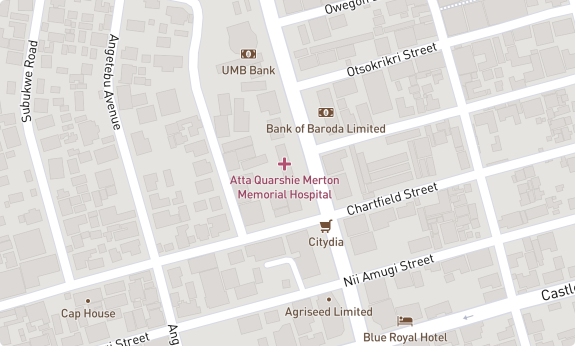 Owego
Subukwe Road
Angetebu Avenue
Otsokrikri Street
UMB Bank
Bank of Baroda Limited
Atta Quarshie Merton
Memorial Hospital
Chartfield Street
Citydia
Nii Amugi Street
Cap House
Agriseed Limited
Castle
Blue Royal Hotel
i Street
Ang